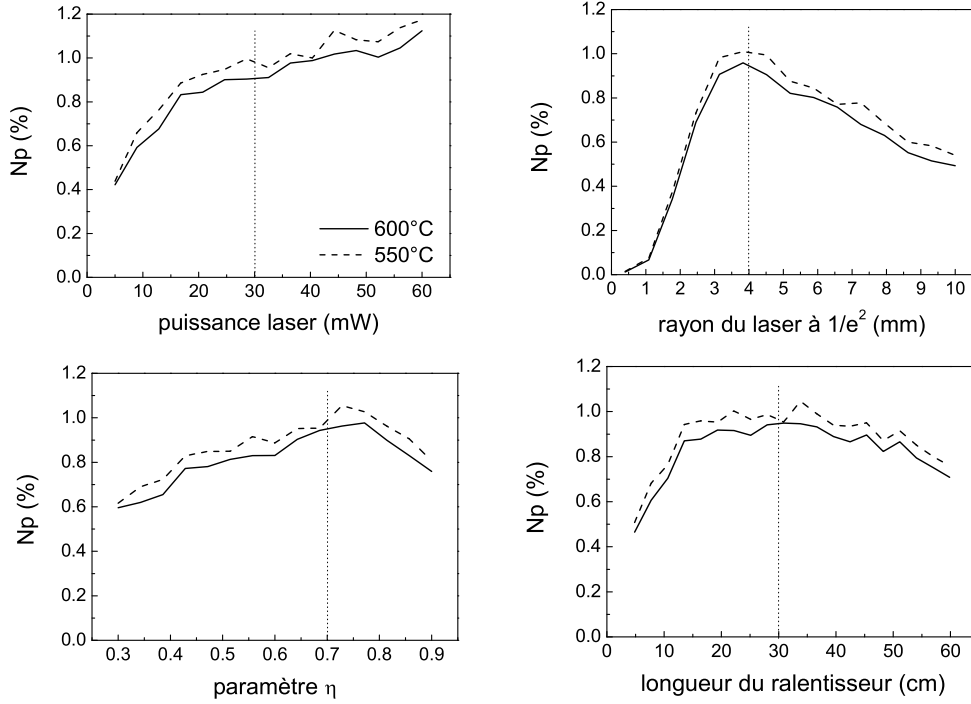 1.2
1.0
0.8
0.6
0.4
0.2
0.0
Np (%)
600°C
550°C
0 10 20 30 40 50 60
puissance laser (mW)
1.2
1.0
0.8
0.6
0.4
0.2
0.0
Np (%)
0 1 2 3 4 5 6 7 8 9 10
rayon du laser à 1/e² (mm)
1.2
1.0
0.8
0.6
0.4
0.2
0.0
Np (%)
0.3 0.4 0.5 0.6 0.7 0.8 0.9
paramètre η
1.2
1.0
0.8
0.6
0.4
0.2
0.0
Np (%)
0 10 20 30 40 50 60
longueur du ralentisseur (cm)